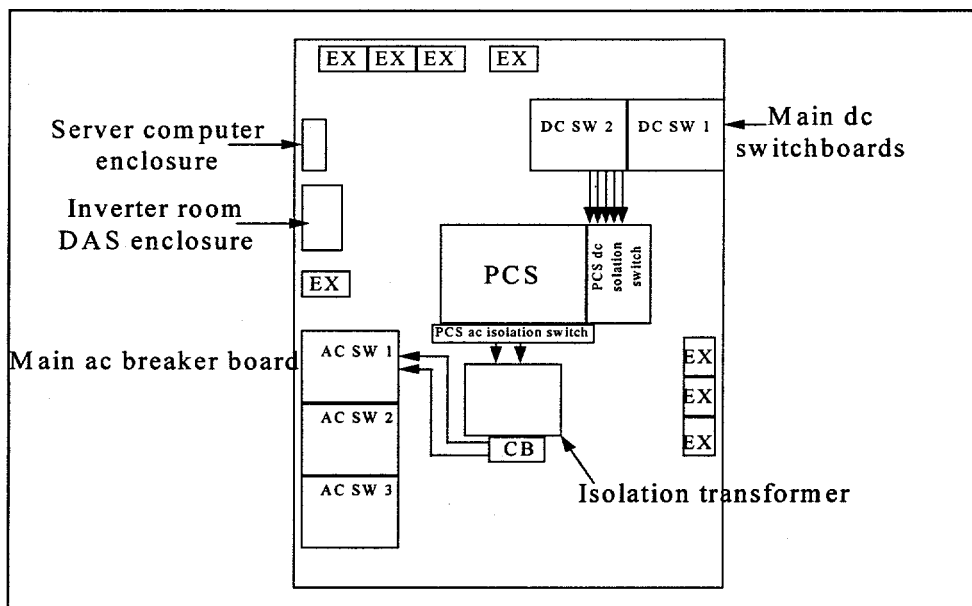 EX EX EX EX
Server computer
enclosure
DC SW 2 DC SW 1
Main dc
switchboards
Inverter room
DAS enclosure
PCS
PCS dc
solation
switch
EX
PCS ac isolation switch
Main ac breaker board
AC SW 1
AC SW 2
AC SW 3
CB
EX
EX
EX
Isolation transformer